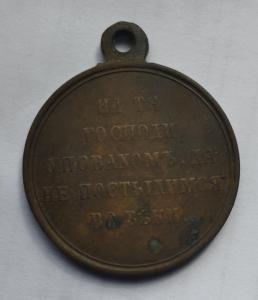 НА ТЯ
ГОСПОДИ
УПОВАХОМЪ, ДА
НЕ ПОСТЫДИМСЯ
ВО ВѢКИ.